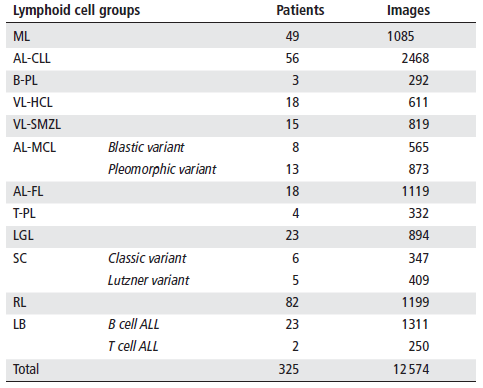 Lymphoid cell groups Patients Images
ML 49 1085
AL-CLL 56 2468
B-PL 3 292
VL-HCL 18 611
VL-SMZL 15 819
AL-MCL Blastic variant 8 565
Pleomorphic variant 13 873
AL-FL 18 1119
T-PL 4 332
LGL 23 894
SC Classic variant 6 347
Lutzner variant 5 409
RL 82 1199
LB B cell ALL 23 1311
T cell ALL 2 250
Total 325 12 574